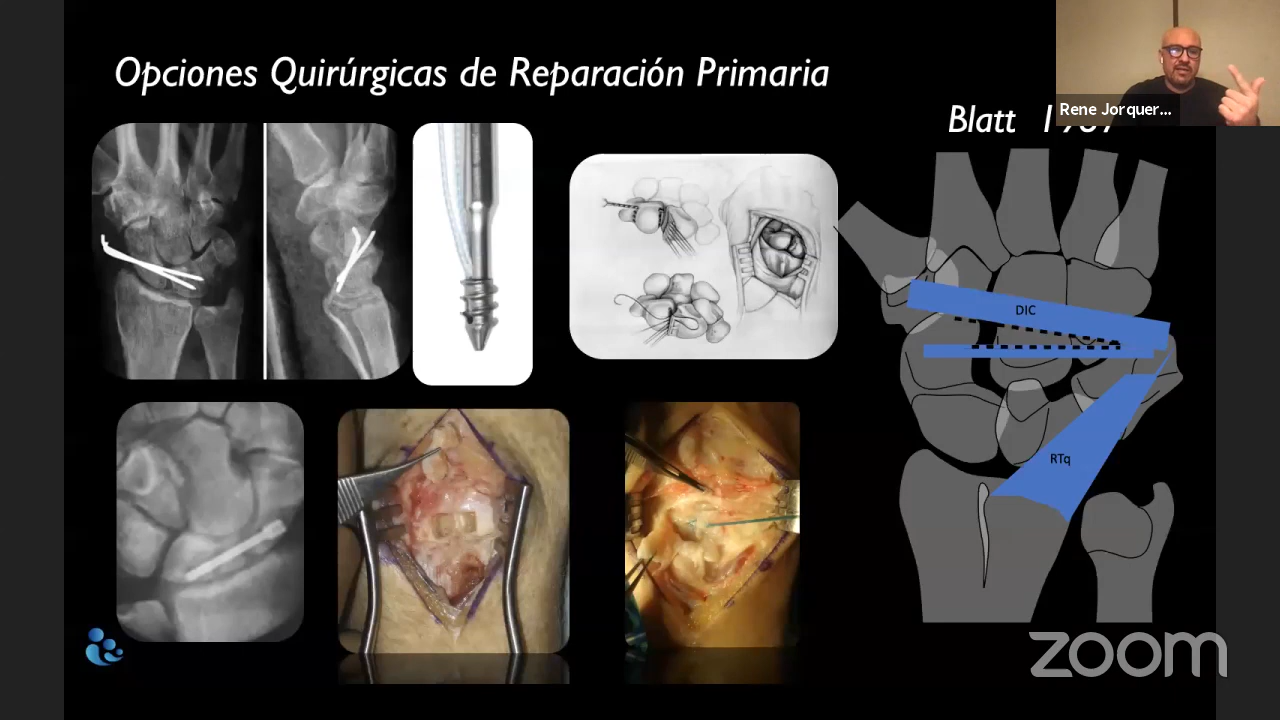 Opciones Quirúrgicas de Reparación Primaria
Rene Jorquer...
Blatt
DIC
RTq
zoom